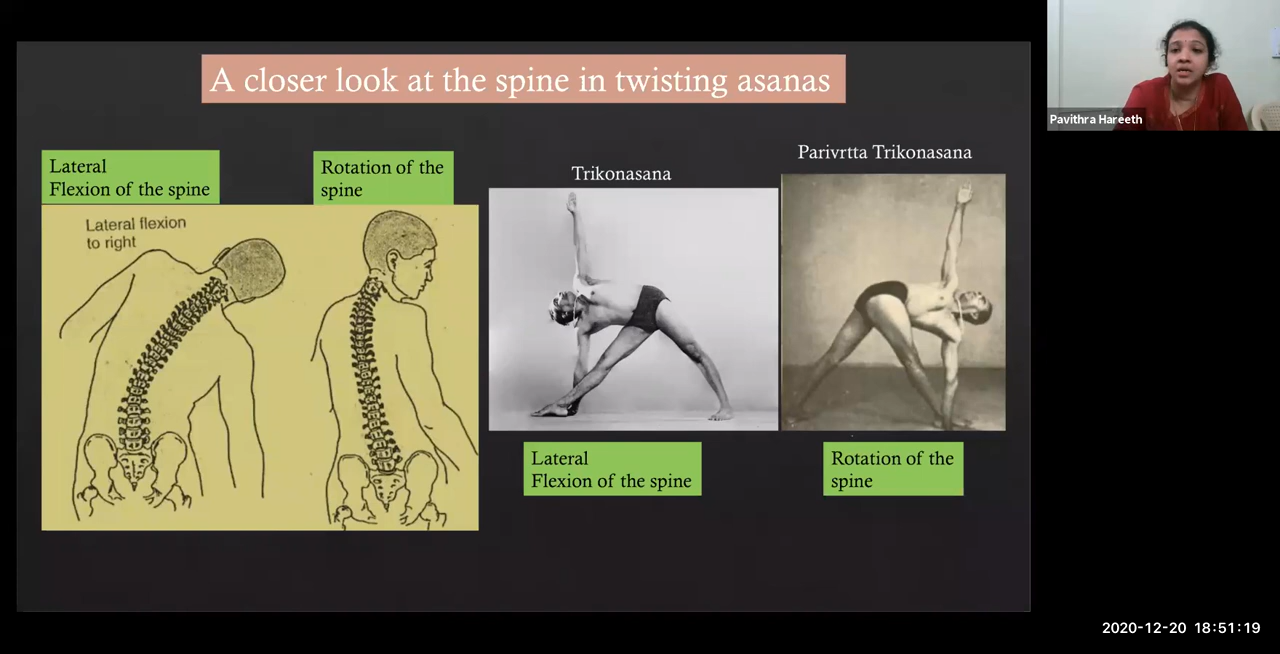 A closer look at the spine in twisting asanas
Lateral
Flexion of the spine
Rotation of the
spine
Lateral flexion
to right
Trikonasana
Parivrtta Trikonasana
Lateral
Flexion of the spine
Rotation of the
spine
Pavithra Hareeth
2020-12-20 18:51:19